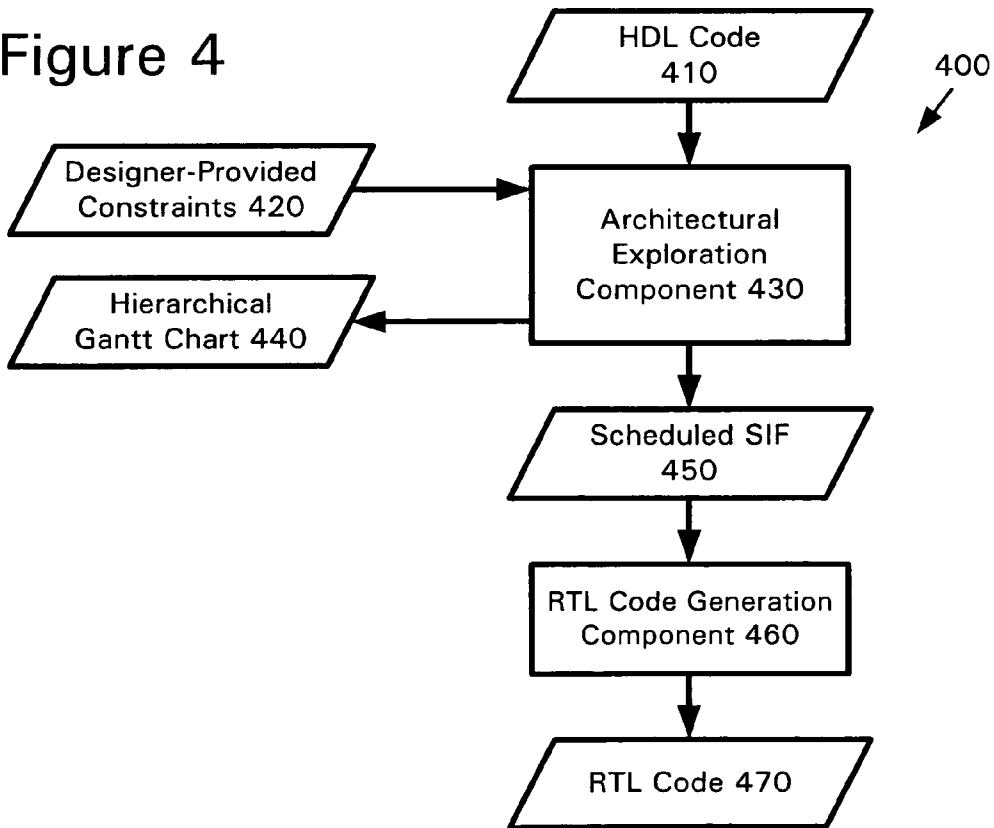 Figure 4
HDL Code
410
400
Designer-Provided
Constraints 420
Architectural
Exploration
Component 430
Hierarchical
Gantt Chart 440
Scheduled SIF
450
RTL Code Generation
Component 460
RTL Code 470